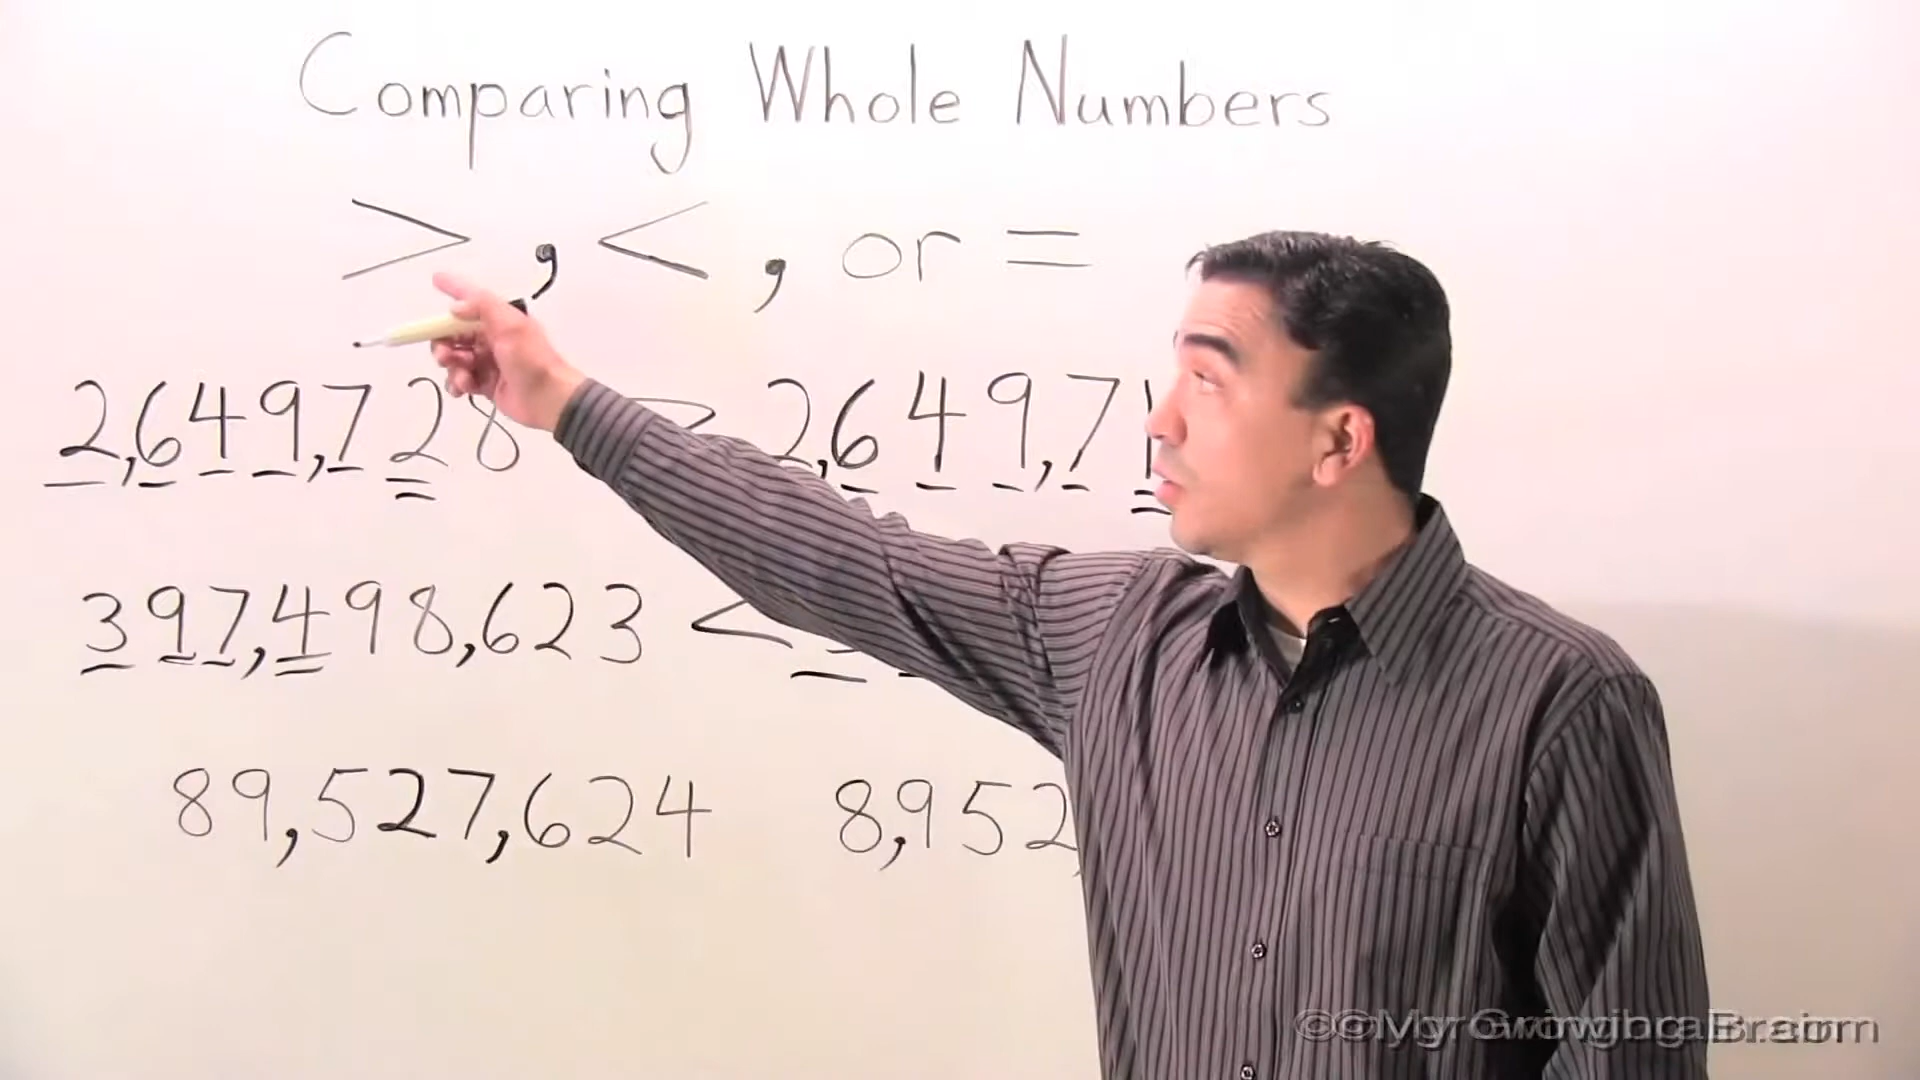 Comparing Whole Numbers
>, <, or =
2,649,728 > 2,649,71
397,498,623 <
89,527,624 8,952,